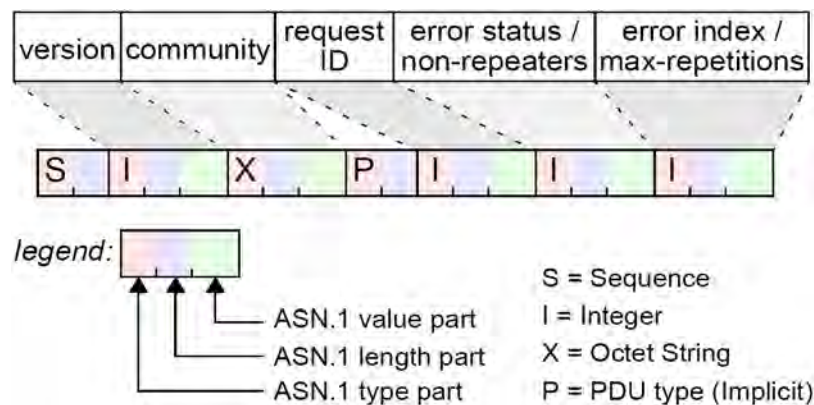 version community request ID error status / non-repeaters error index / max-repetitions
S I X P I I I
legend:
S = Sequence
ASN.1 value part
I = Integer
ASN.1 length part
X = Octet String
ASN.1 type part
P = PDU type (Implicit)